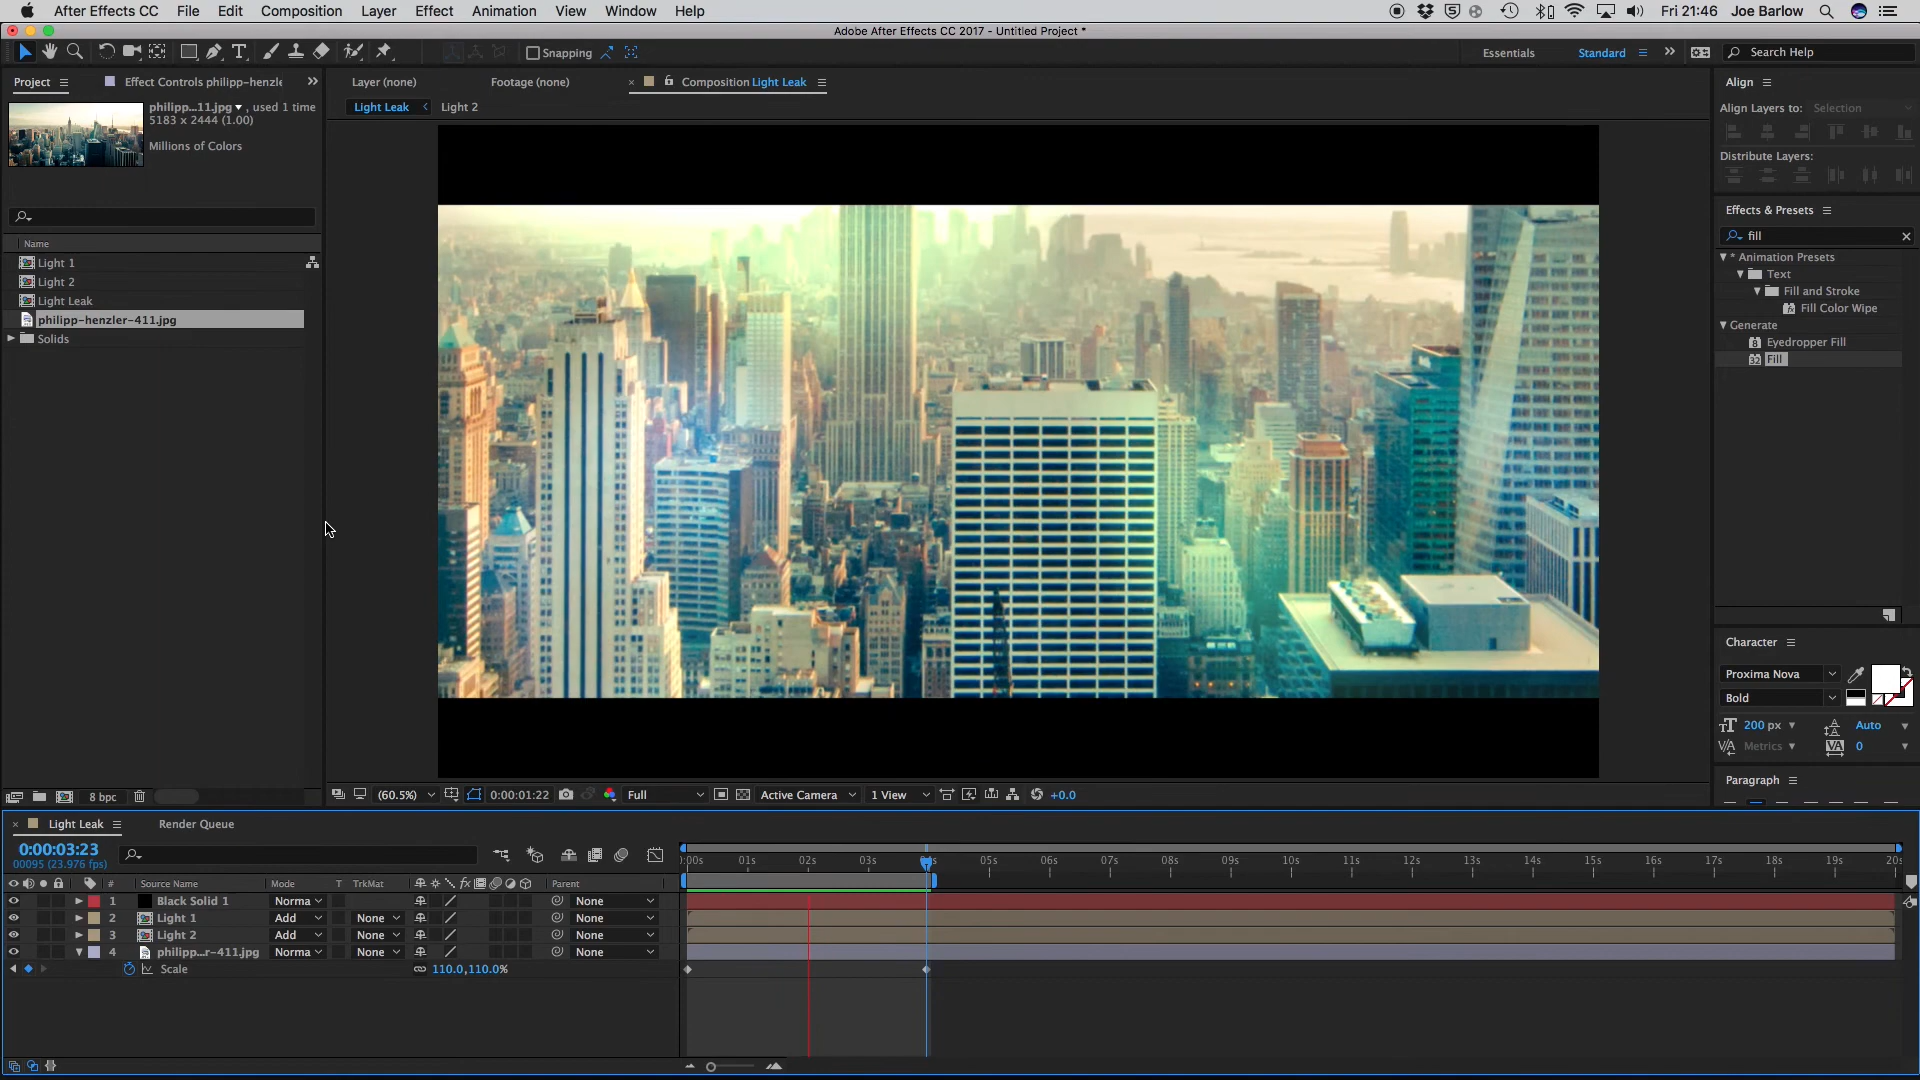 After Effects CC File Edit Composition Layer Effect Animation View Window Help Fri 21:46 Joe Barlow
Adobe After Effects CC 2017 - Untitled Project *
Snapping Essentials Standard Search Help
Project Effect Controls philipp-henzle
Layer (none) Footage (none) Composition Light Leak
Align
philipp...11.jpg , used 1 time
5183 x 2444 (1.00)
Millions of Colors
Light Leak Light 2
Align Layers to: Selection
Distribute Layers:
Effects & Presets
fill
* Animation Presets
Text
Fill and Stroke
Fill Color Wipe
Generate
Eyedropper Fill
Fill
Name
Light 1
Light 2
Light Leak
philipp-henzler-411.jpg
Solids
Character
Proxima Nova
Bold
200 px Auto
Metrics 0
Paragraph
8 bpc
(60.5%) 0:00:01:22 Full Active Camera 1 View +0.0
Light Leak Render Queue
0:00:03:23
00095 (23.976 fps)
):00s 01s 02s 03s 05s 06s 07s 08s 09s 10s 11s 12s 13s 14s 15s 16s 17s 18s 19s 20s
# Source Name Mode T TrkMat fx Parent
1 Black Solid 1 Norma None
2 Light 1 Add None None
3 Light 2 Add None None
4 philipp...r-411.jpg Norma None None
Scale 110.0,110.0%